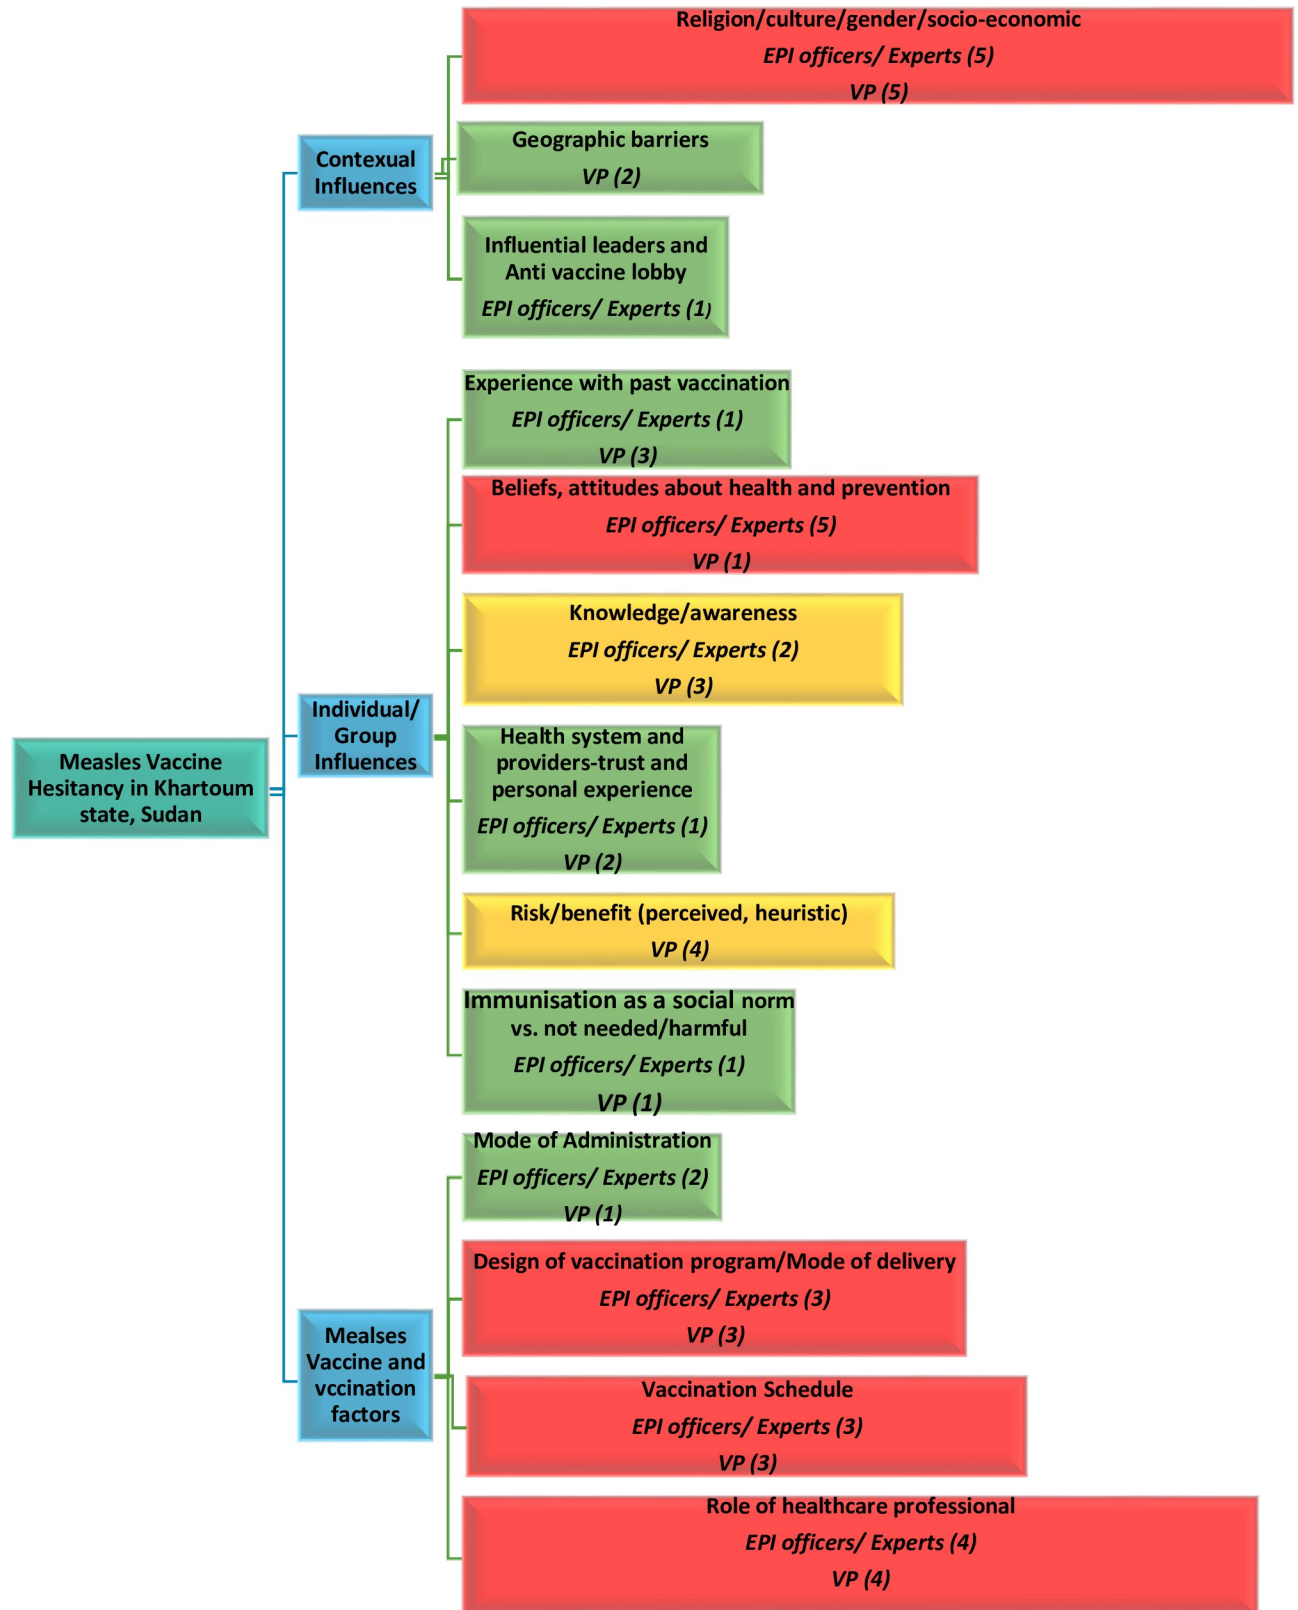 Religion/culture/gender/socio-economic
EPI officers/ Experts (5)
VP (5)
Contexual
Influences
Geographic barriers
VP (2)
Influential leaders and
Anti vaccine lobby
EPI officers/ Experts (1)
Experience with past vaccination
EPI officers/ Experts (1)
VP (3)
Beliefs, attitudes about health and prevention
EPI officers/ Experts (5)
VP (1)
Knowledge/awareness
EPI officers/ Experts (2)
VP (3)
Individual/
Group
Influences
Health system and
providers-trust and
personal experience
EPI officers/ Experts (1)
VP (2)
Measles Vaccine
Hesitancy in Khartoum
state, Sudan
Risk/benefit (perceived, heuristic)
VP (4)
Immunisation as a social norm
vs. not needed/harmful
EPI officers/ Experts (1)
VP (1)
Mode of Administration
EPI officers/ Experts (2)
VP (1)
Design of vaccination program/Mode of delivery
EPI officers/ Experts (3)
VP (3)
Mealses
Vaccine and
vccination
factors
Vaccination Schedule
EPI officers/ Experts (3)
VP (3)
Role of healthcare professional
EPI officers/ Experts (4)
VP (4)